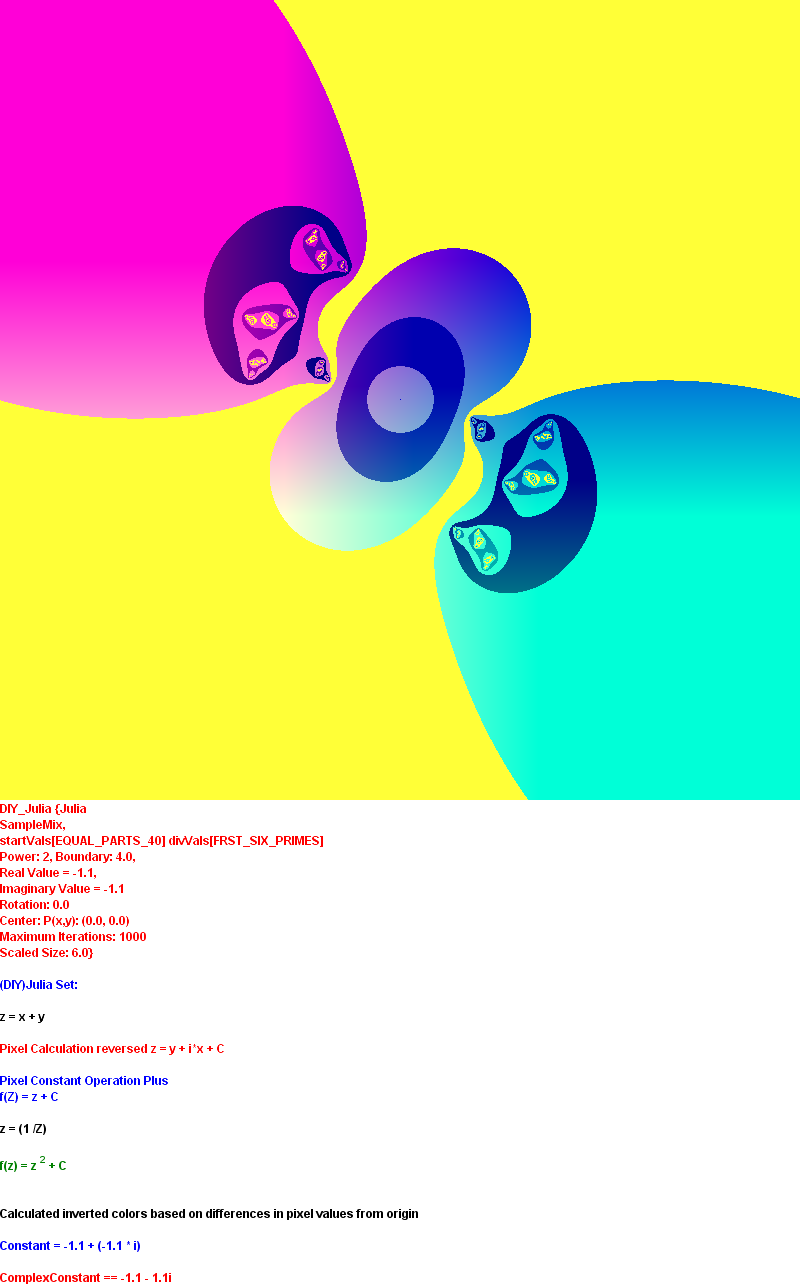 DIY_Julia {Julia
SampleMix,
startVals[EQUAL_PARTS_40] divVals[FRST_SIX_PRIMES]
Power: 2, Boundary: 4.0,
Real Value = -1.1,
Imaginary Value = -1.1
Rotation: 0.0
Center: P(x,y): (0.0, 0.0)
Maximum Iterations: 1000
Scaled Size: 6.0}
(DIY)Julia Set:
z = x + y
Pixel Calculation reversed z = y + i*x + C
Pixel Constant Operation Plus
f(Z) = z + C
z = (1 /Z)
f(z) = z ² + C
Calculated inverted colors based on differences in pixel values from origin
Constant = -1.1 + (-1.1 * i)
ComplexConstant == -1.1 - 1.1i